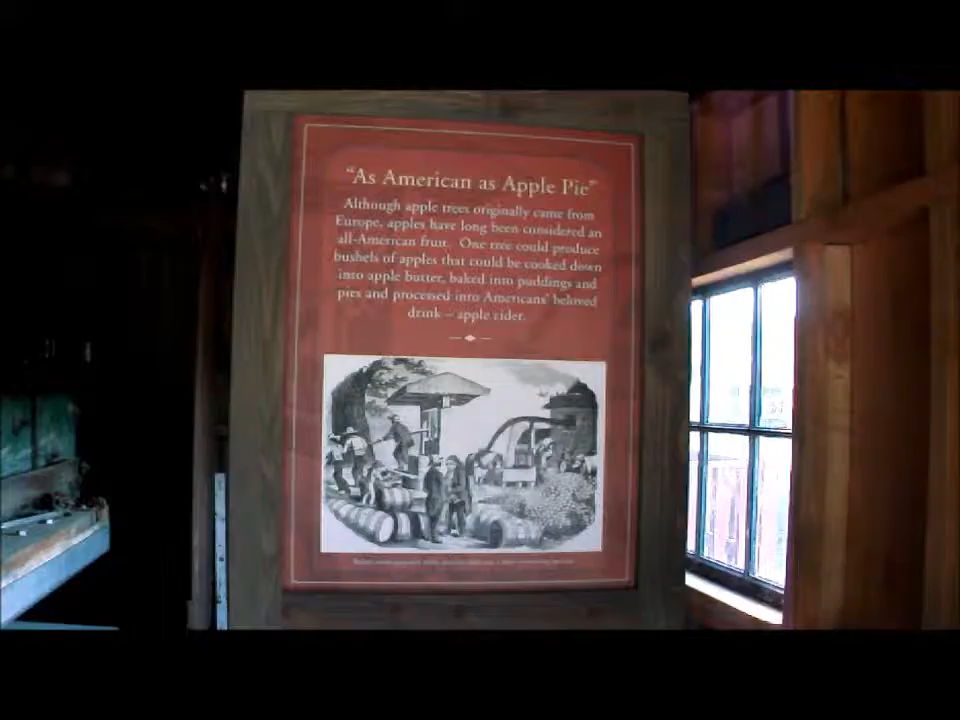 “As American as Apple Pie”
Although apple trees originally came from
Europe, apples have long been considered an
all-American fruit. One tree could produce
bushels of apples that could be cooked down
into apple butter, baked into puddings and
pies and processed into Americans' beloved
drink – apple cider.